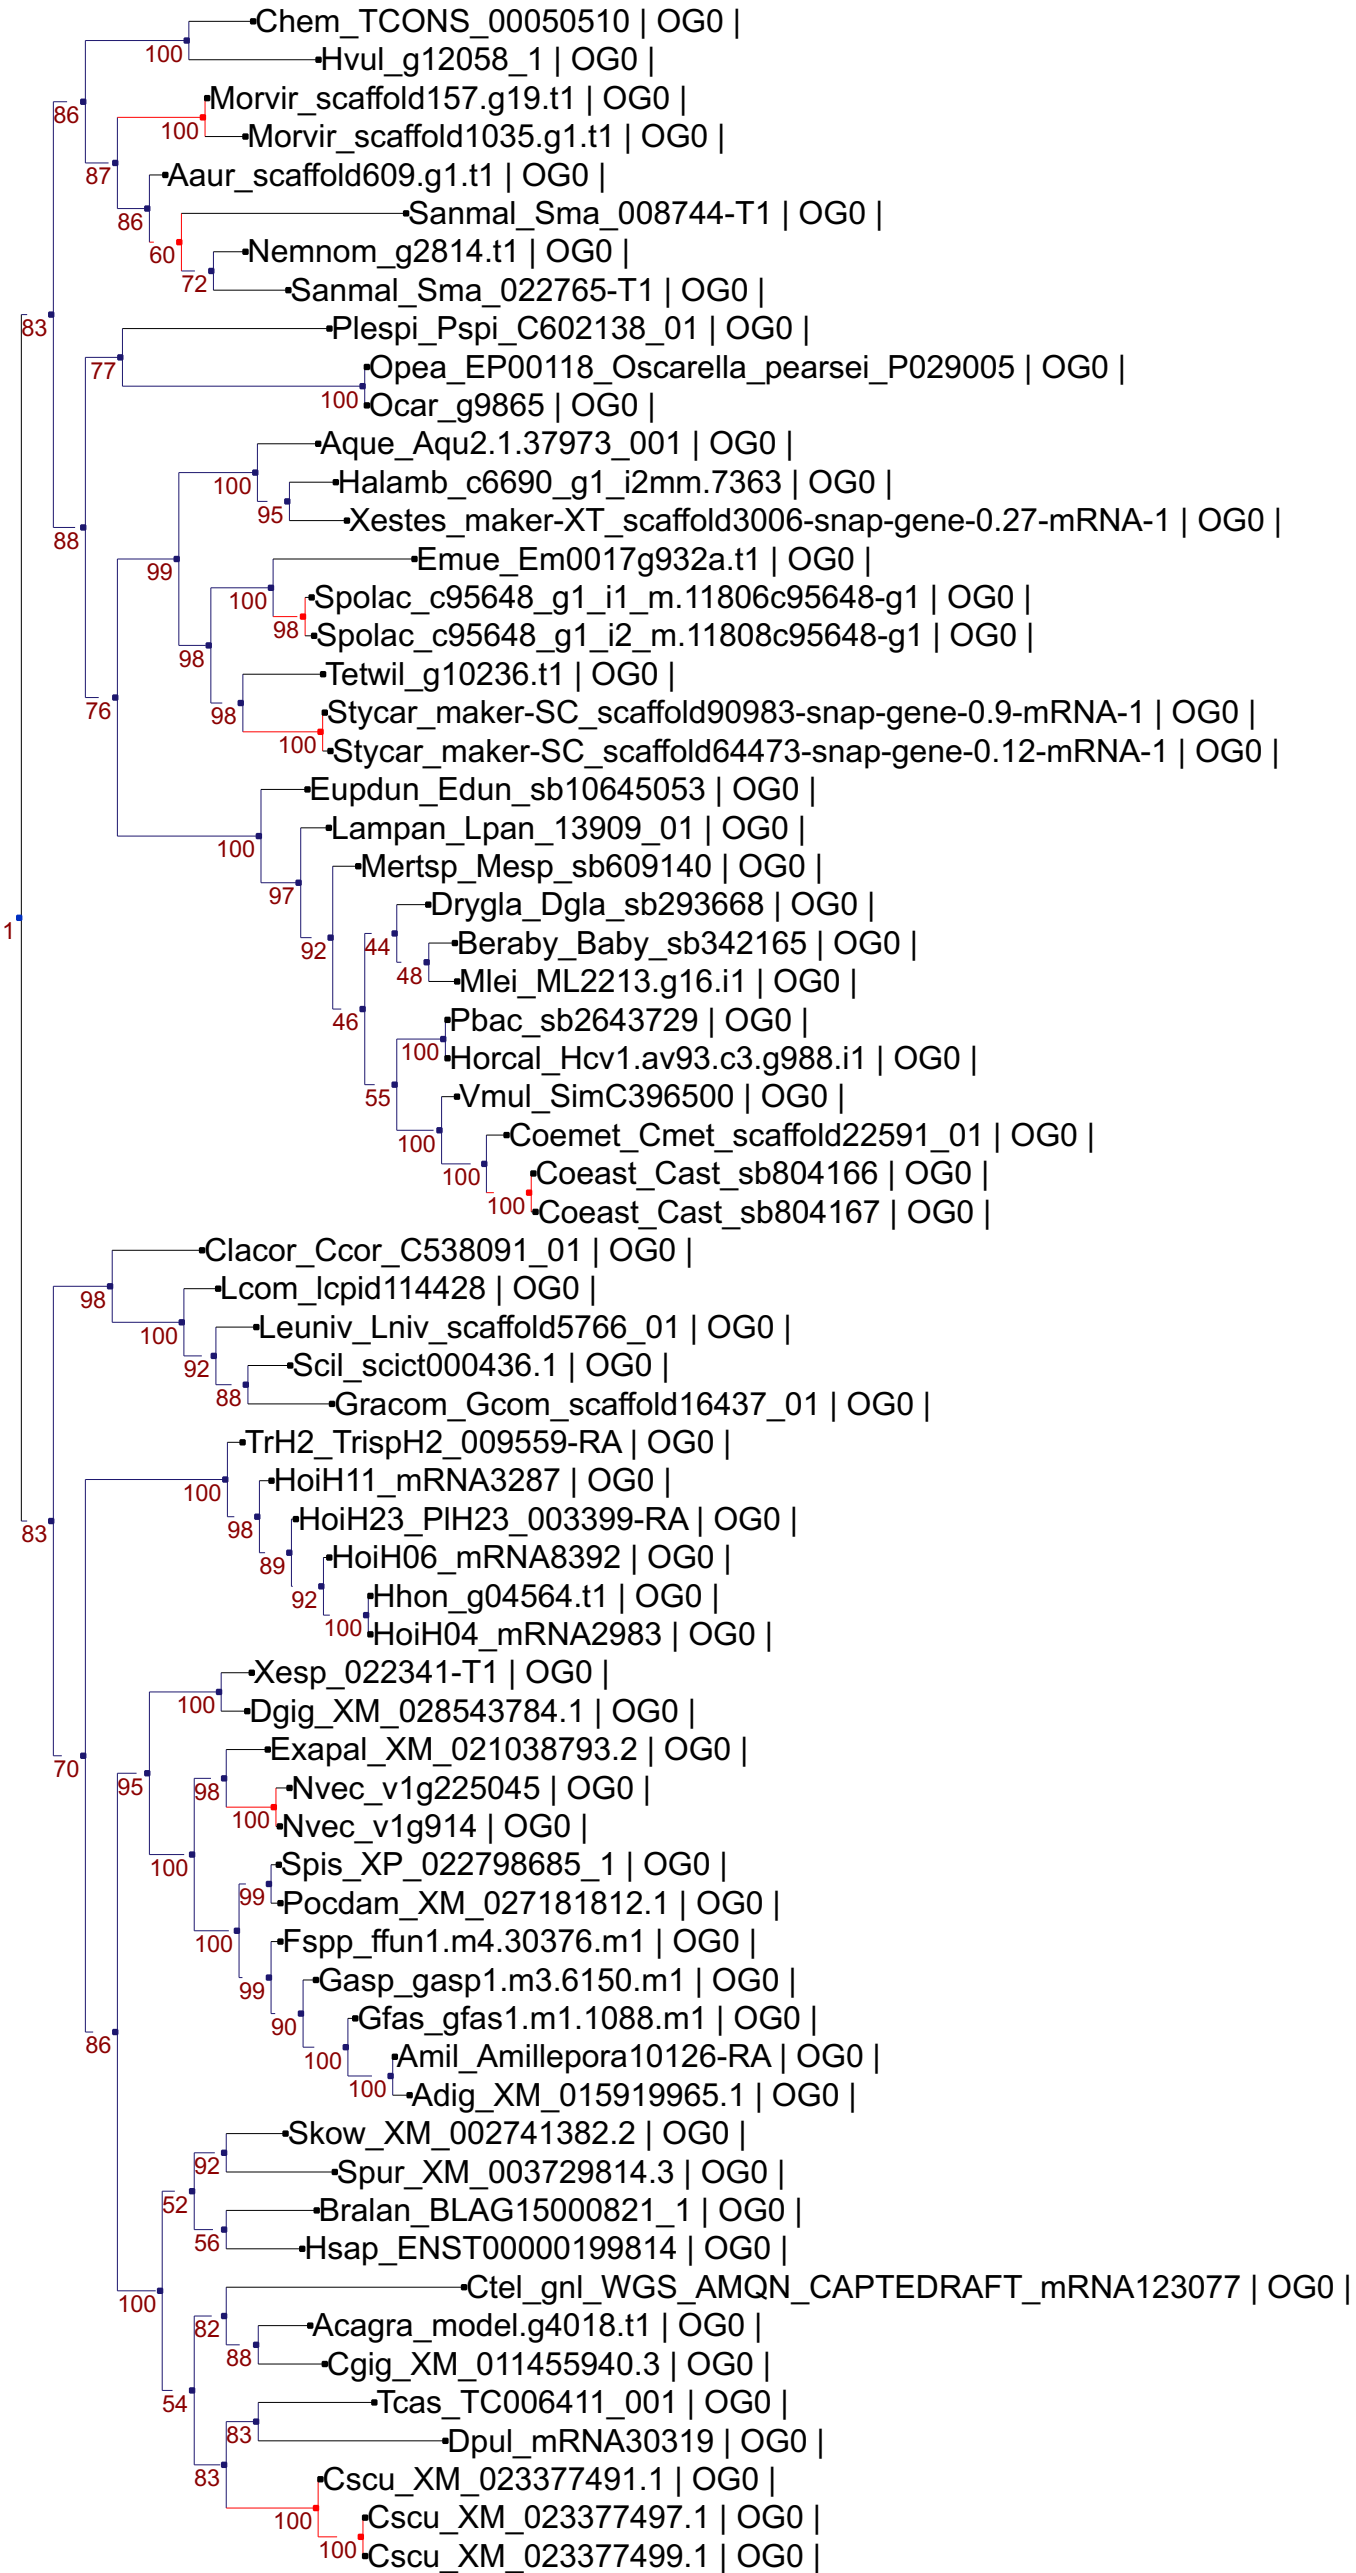 Chem_TCONS_00050510 | OG0 |
100
Hvul_g12058_1 | OG0 |
86
Morvir_scaffold157.g19.t1 | OG0 |
100
Morvir_scaffold1035.g1.t1 | OG0 |
87
Aaur_scaffold609.g1.t1 | OG0 |
86
Sanmal_Sma_008744-T1 | OG0 |
60
Nemnom_g2814.t1 | OG0 |
72
Sanmal_Sma_022765-T1 | OG0 |
83
Plespi_Pspi_C602138_01 | OG0 |
77
Opea_EP00118_Oscarella_pearsei_P029005 | OG0 |
100
Ocar_g9865 | OG0 |
Aque_Aqu2.1.37973_001 | OG0 |
100
Halamb_c6690_g1_i2mm.7363 | OG0 |
95
Xestes_maker-XT_scaffold3006-snap-gene-0.27-mRNA-1 | OG0 |
88
Emue_Em0017g932a.t1 | OG0 |
99
100
Spolac_c95648_g1_i1_m.11806c95648-g1 | OG0 |
98
Spolac_c95648_g1_i2_m.11808c95648-g1 | OG0 |
98
Tetwil_g10236.t1 | OG0 |
76
98
Stycar_maker-SC_scaffold90983-snap-gene-0.9-mRNA-1 | OG0 |
100
Stycar_maker-SC_scaffold64473-snap-gene-0.12-mRNA-1 | OG0 |
Eupdun_Edun_sb10645053 | OG0 |
100
Lampan_Lpan_13909_01 | OG0 |
97
Mertsp_Mesp_sb609140 | OG0 |
Drygla_Dgla_sb293668 | OG0 |
1
92
44
Beraby_Baby_sb342165 | OG0 |
48
Mlei_ML2213.g16.i1 | OG0 |
46
Pbac_sb2643729 | OG0 |
100
Horcal_Hcv1.av93.c3.g988.i1 | OG0 |
55
Vmul_SimC396500 | OG0 |
100
Coemet_Cmet_scaffold22591_01 | OG0 |
100
Coeast_Cast_sb804166 | OG0 |
100
Coeast_Cast_sb804167 | OG0 |
Clacor_Ccor_C538091_01 | OG0 |
98
Lcom_lcpid114428 | OG0 |
100
Leuniv_Lniv_scaffold5766_01 | OG0 |
92
Scil_scict000436.1 | OG0 |
88
Gracom_Gcom_scaffold16437_01 | OG0 |
TrH2_TrispH2_009559-RA | OG0 |
100
HoiH11_mRNA3287 | OG0 |
83
98
HoiH23_PlH23_003399-RA | OG0 |
89
HoiH06_mRNA8392 | OG0 |
92
Hhon_g04564.t1 | OG0 |
100
HoiH04_mRNA2983 | OG0 |
Xesp_022341-T1 | OG0 |
100
Dgig_XM_028543784.1 | OG0 |
Exapal_XM_021038793.2 | OG0 |
70
95
98
Nvec_v1g225045 | OG0 |
100
Nvec_v1g914 | OG0 |
100
Spis_XP_022798685_1 | OG0 |
99
Pocdam_XM_027181812.1 | OG0 |
100
Fspp_ffun1.m4.30376.m1 | OG0 |
99
Gasp_gasp1.m3.6150.m1 | OG0 |
90
Gfas_gfas1.m1.1088.m1 | OG0 |
86
100
Amil_Amillepora10126-RA | OG0 |
100
Adig_XM_015919965.1 | OG0 |
Skow_XM_002741382.2 | OG0 |
92
Spur_XM_003729814.3 | OG0 |
52
Bralan_BLAG15000821_1 | OG0 |
56
Hsap_ENST00000199814 | OG0 |
100
Ctel_gnl_WGS_AMQN_CAPTEDRAFT_mRNA123077 | OG0 |
82
Acagra_model.g4018.t1 | OG0 |
88
Cgig_XM_011455940.3 | OG0 |
54
Tcas_TC006411_001 | OG0 |
83
Dpul_mRNA30319 | OG0 |
83
Cscu_XM_023377491.1 | OG0 |
100
Cscu_XM_023377497.1 | OG0 |
100
Cscu_XM_023377499.1 | OG0 |